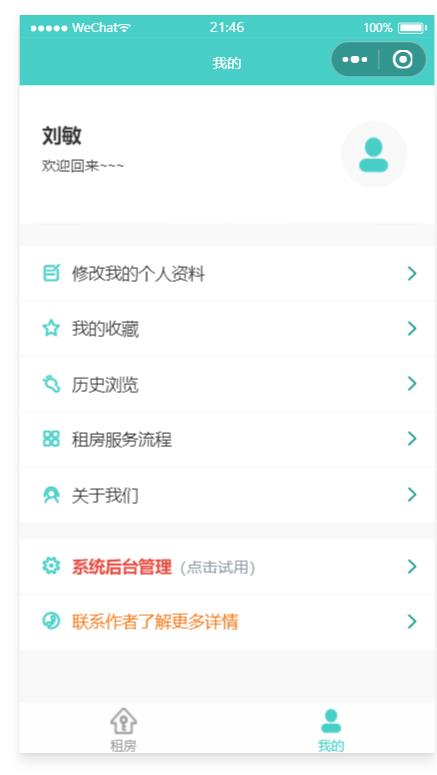 WeChat 21:46 100%
我的
刘敏
欢迎回来~~~
修改我的个人资料
我的收藏
历史浏览
租房服务流程
关于我们
系统后台管理（点击试用）
联系作者了解更多详情
租房 我的